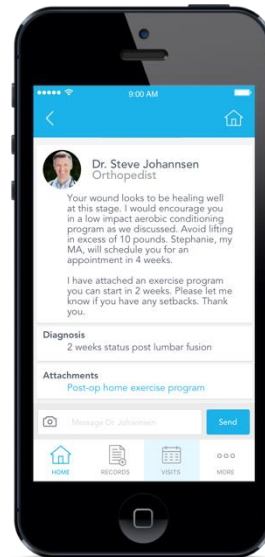 9:00 AM
Dr. Steve Johannsen
Orthopedist
Your wound looks to be healing well
at this stage. I would encourage you
in a low impact aerobic conditioning
program as we discussed. Avoid lifting
in excess of 10 pounds. Stephanie, my
MA, will schedule you for an
appointment in 4 weeks.
I have attached an exercise program
you can start in 2 weeks. Please let me
know if you have any setbacks. Thank
you.
Diagnosis
2 weeks status post lumbar fusion
Attachments
Post-op home exercise program
Message Dr. Johannsen
Send
HOME
RECORDS
VISITS
MORE